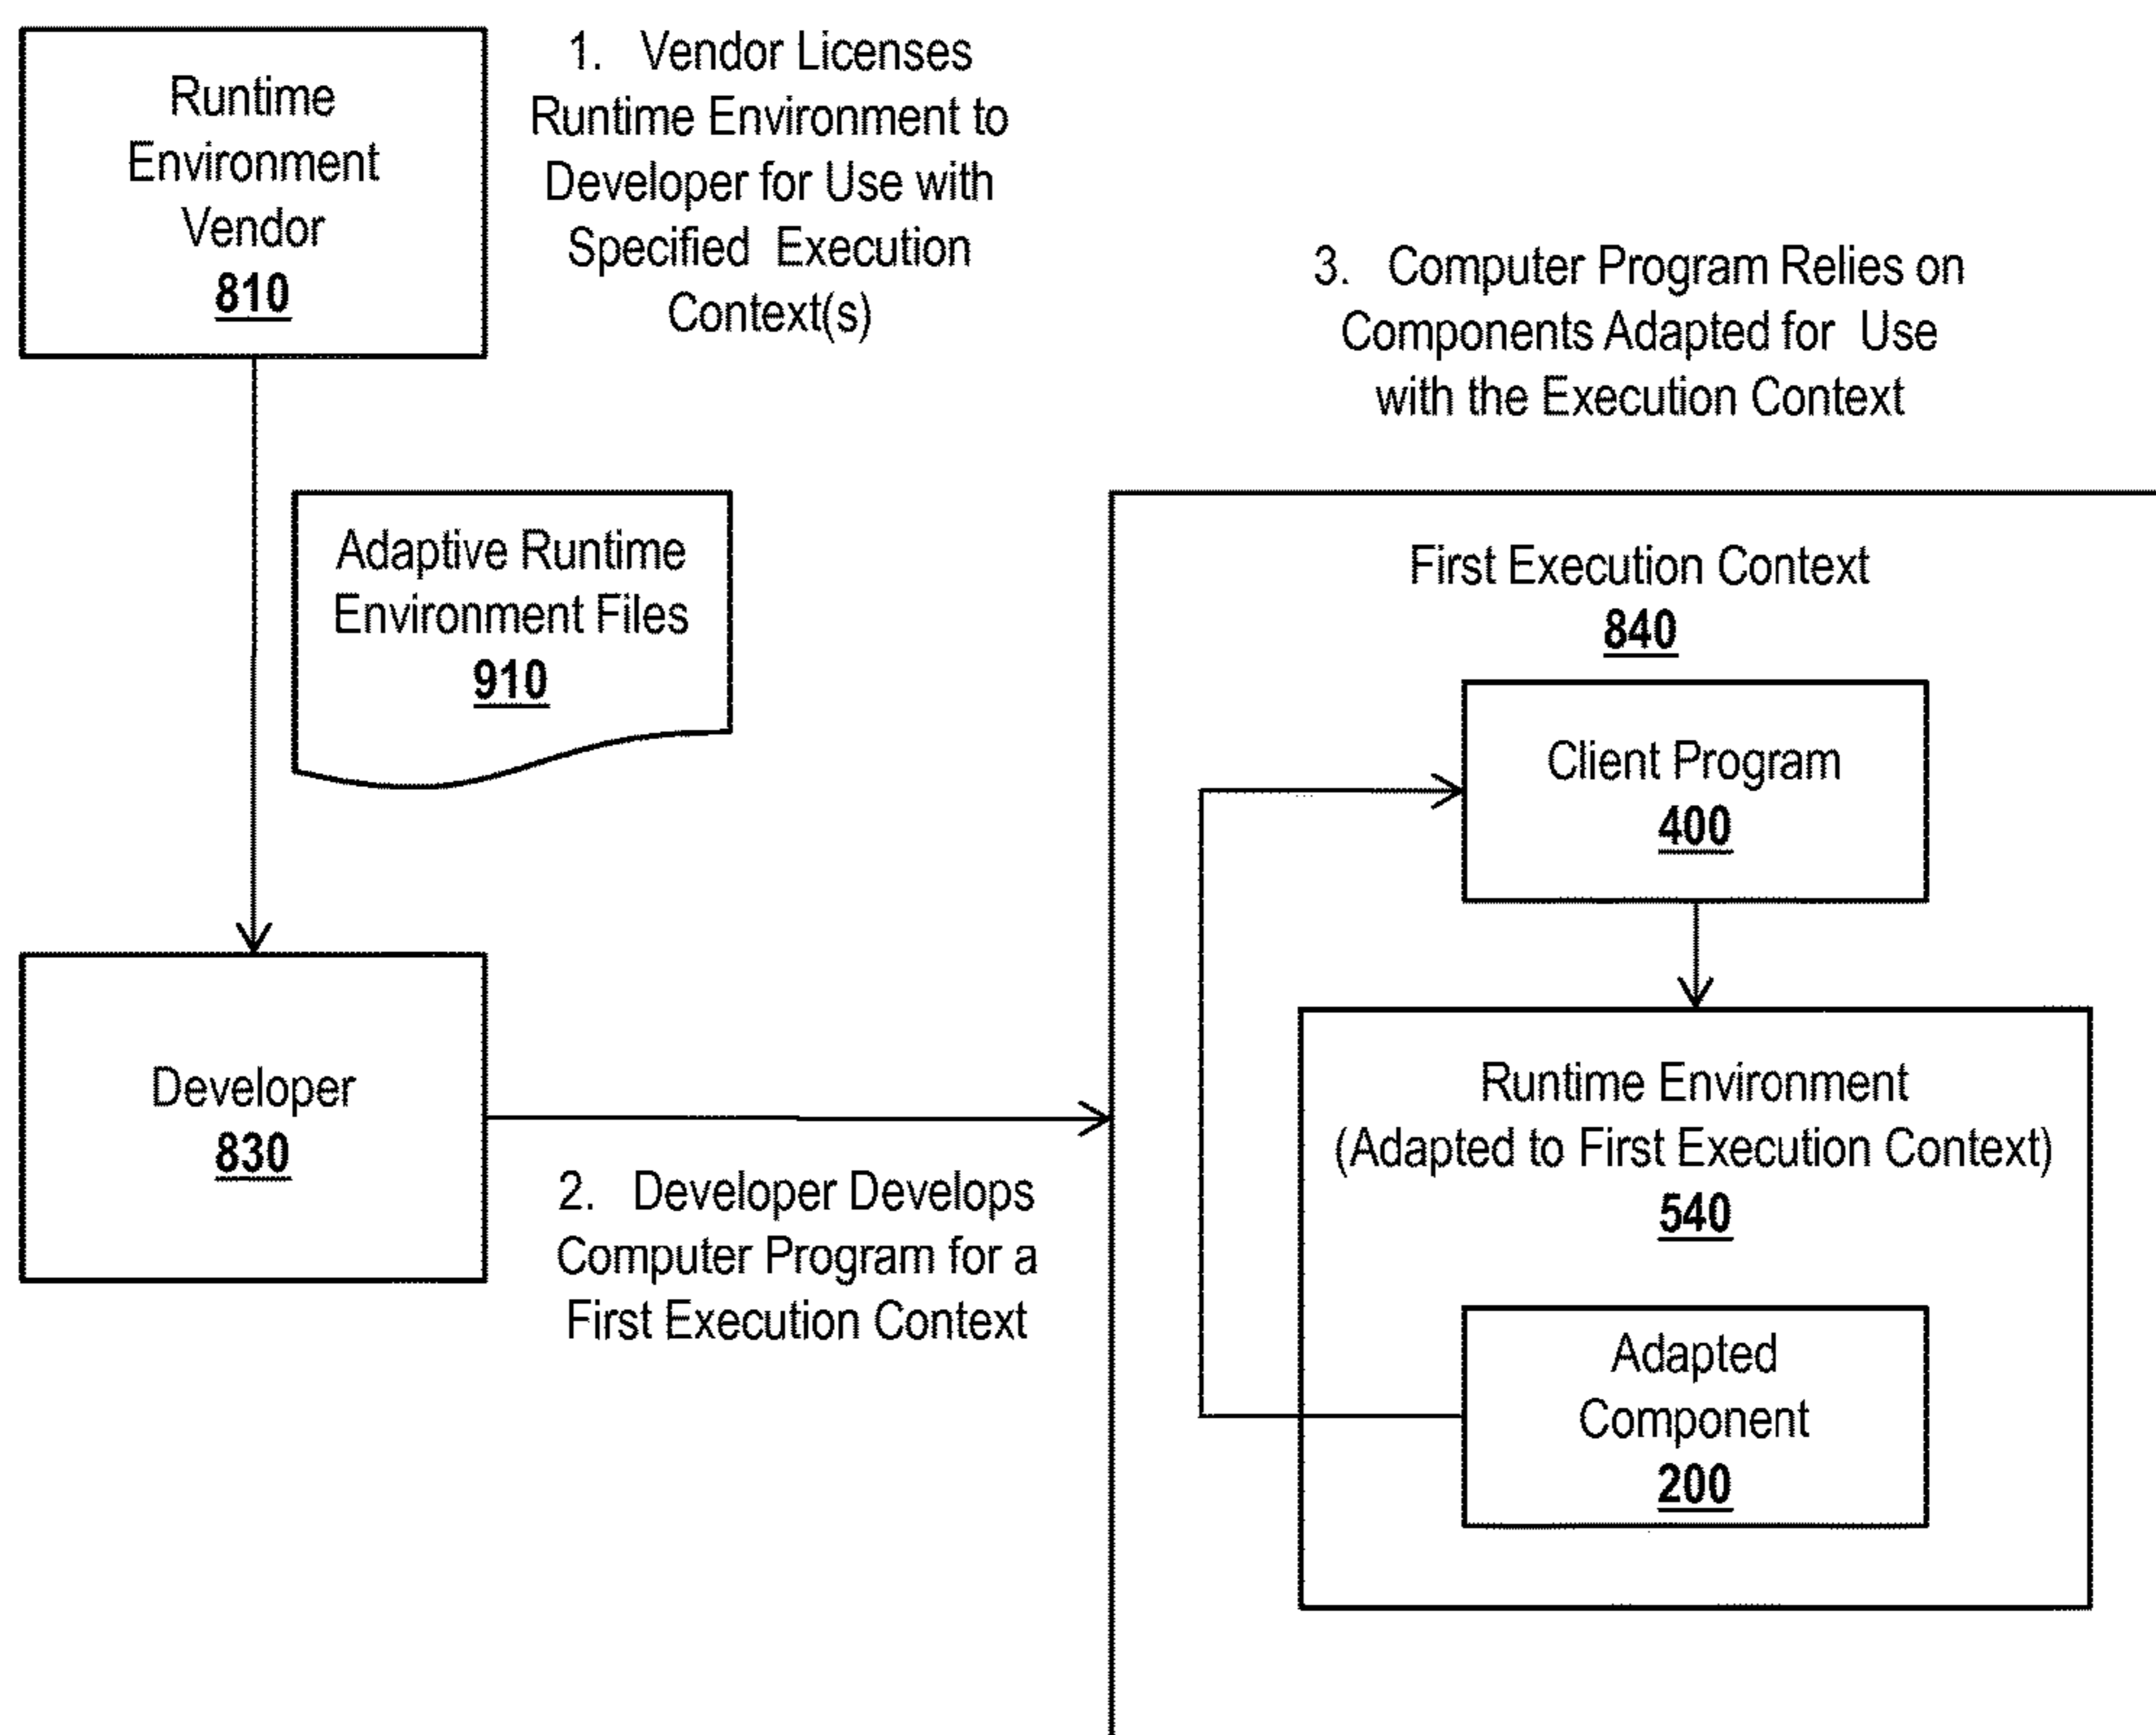 Runtime
Environment
Vendor
810
1. Vendor Licenses
Runtime Environment to
Developer for Use with
Specified Execution
Context(s)
3. Computer Program Relies on
Components Adapted for Use
with the Execution Context
Adaptive Runtime
Environment Files
910
First Execution Context
840
Client Program
400
Developer
830
2. Developer Develops
Computer Program for a
First Execution Context
Runtime Environment
(Adapted to First Execution Context)
540
Adapted
Component
200